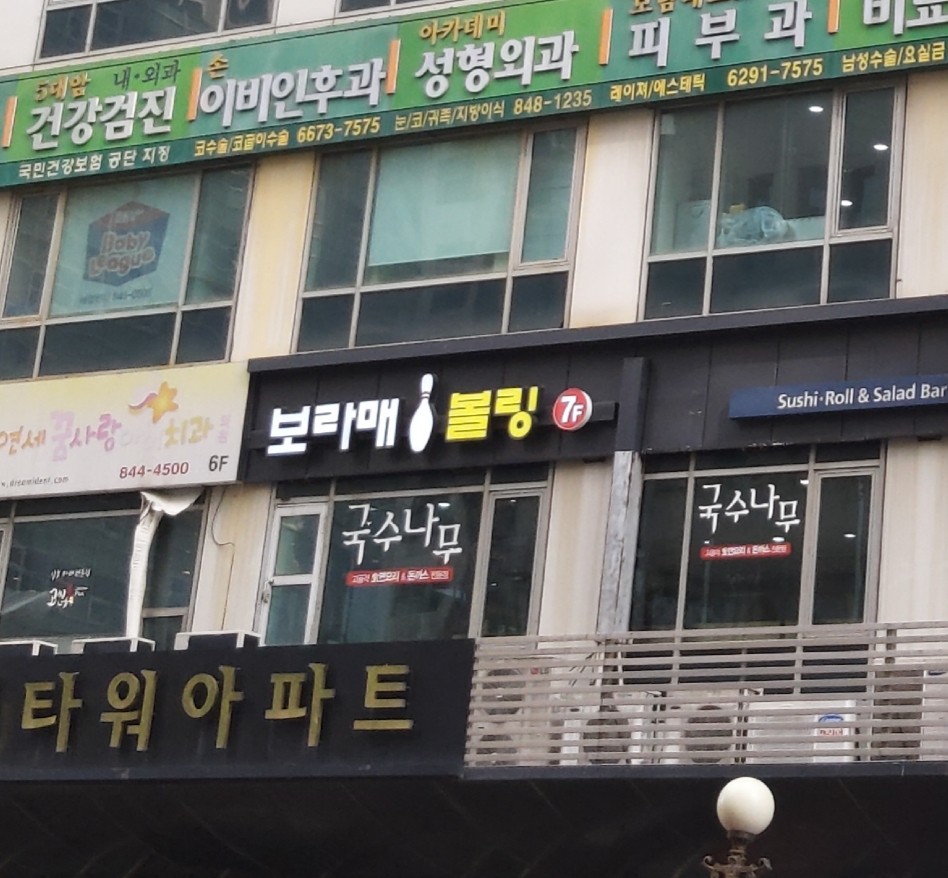 5대암 내·외과
건강검진
국민건강보험 공단 지정
손
이비인후과
코수술/코골이수술 6673-7575
아카데미
성형외과
눈/코/귀족/지방이식 848-1235
피부과
레이저/에스테틱 6291-7575
비뇨
남성수술/요실금
Baby
League
연세 꿈사랑 치과
844-4500 6F
보라매 볼링 7F
Sushi·Roll & Salad Bar
국수나무
국수나무
타워아파트